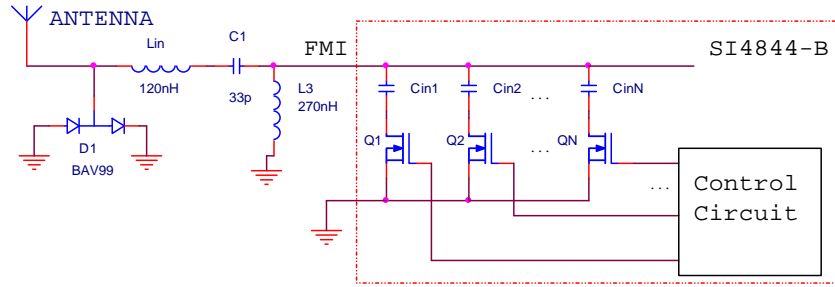 ANTENNA
Lin
C1
FMI
SI4844-B
120nH
33p
L3
270nH
Cin1
Cin2
...
CinN
D1
BAV99
Q1
Q2
...
QN
...
Control
Circuit